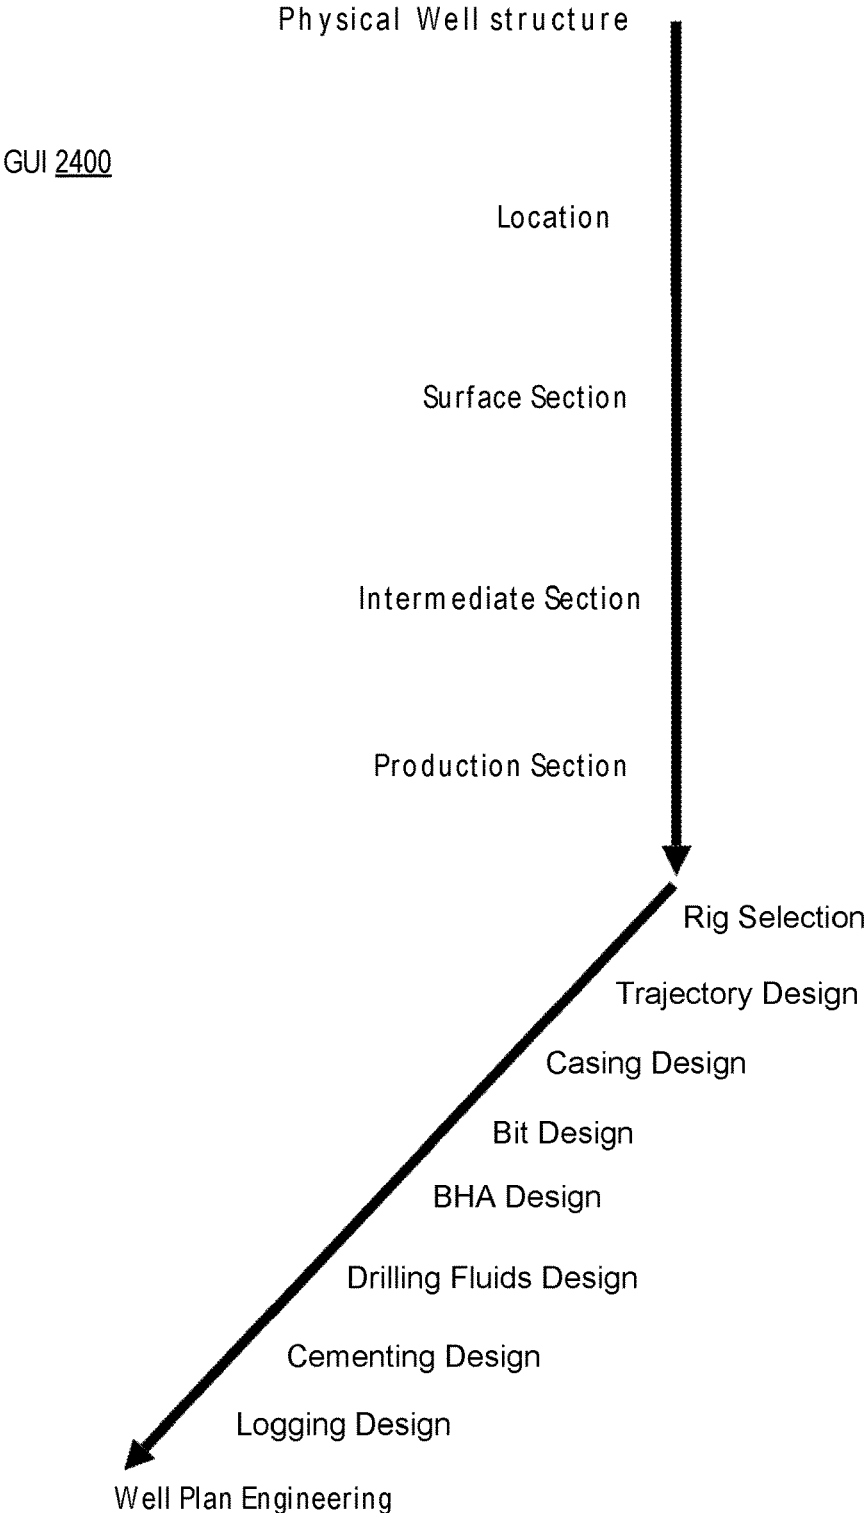 Physical Well structure
GUI 2400
Location
Surface Section
Intermediate Section
Production Section
Rig Selection
Trajectory Design
Casing Design
Bit Design
BHA Design
Drilling Fluids Design
Cementing Design
Logging Design
Well Plan Engineering